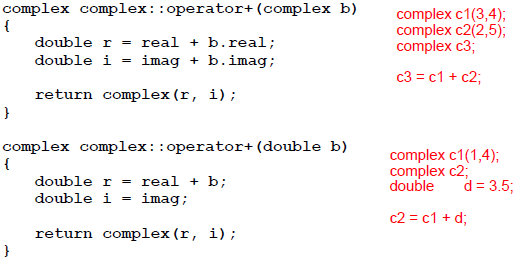 complex complex::operator+(complex b)
{
double r = real + b.real;
double i = imag + b.imag;
return complex(r, i);
}
complex c1(3,4);
complex c2(2,5);
complex c3;
c3 = c1 + c2;
complex complex::operator+(double b)
{
double r = real + b;
double i = imag;
return complex(r, i);
}
complex c1(1,4);
complex c2;
double d = 3.5;
c2 = c1 + d;